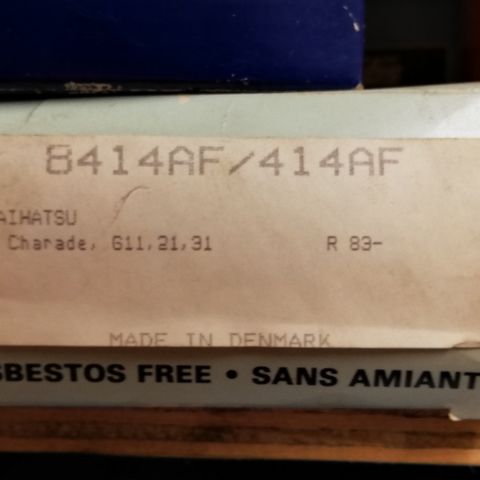 8414AF/414AF
AIHATSU
Charade, G11,21,31 R 83-
MADE IN DENMARK
SBESTOS FREE • SANS AMIANT